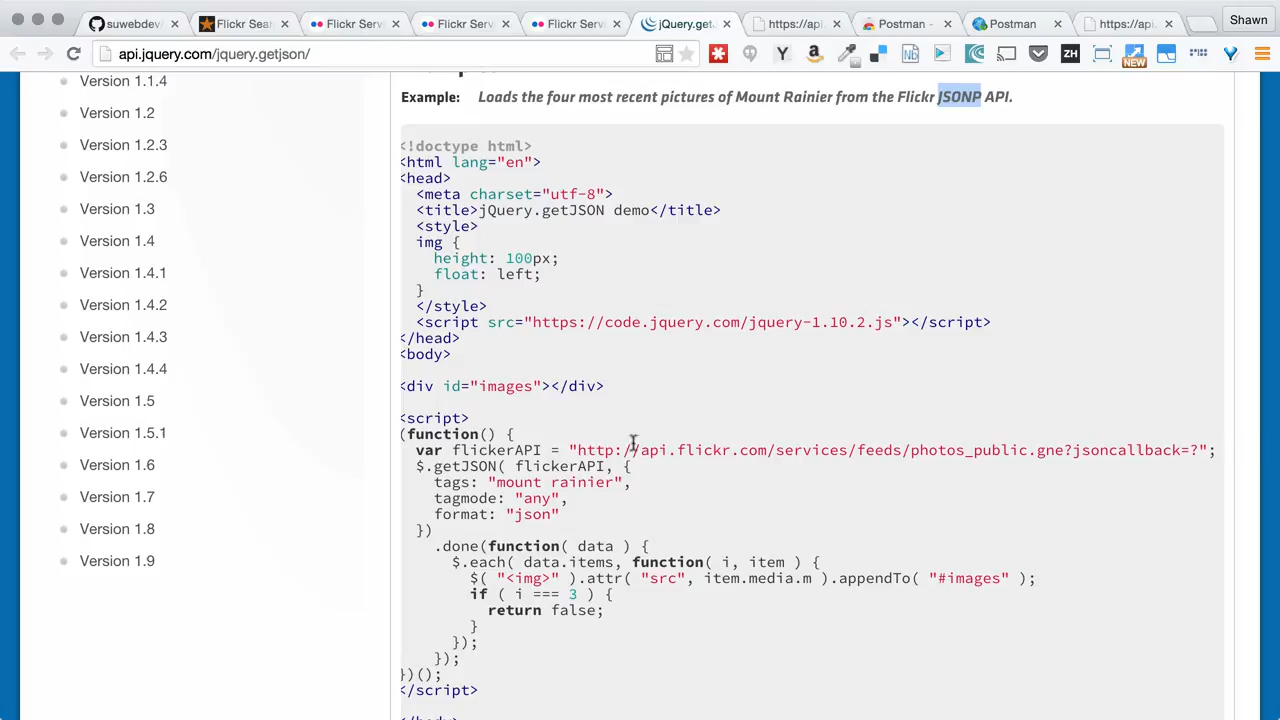 suwebdev/
Flickr Sear
Flickr Serv
Flickr Serv
Flickr Serv
jQuery.getJ
https://api.
Postman -
Postman
https://api.
Shawn
api.jquery.com/jquery.getjson/
Y
a
Nb
ZH
NEW
Version 1.1.4
Version 1.2
Version 1.2.3
Version 1.2.6
Version 1.3
Version 1.4
Version 1.4.1
Version 1.4.2
Version 1.4.3
Version 1.4.4
Version 1.5
Version 1.5.1
Version 1.6
Version 1.7
Version 1.8
Version 1.9
Example: Loads the four most recent pictures of Mount Rainier from the Flickr JSONP API.
<!doctype html>
<html lang="en">
<head>
  <meta charset="utf-8">
  <title>jQuery.getJSON demo</title>
  <style>
  img {
    height: 100px;
    float: left;
  }
  </style>
  <script src="https://code.jquery.com/jquery-1.10.2.js"></script>
</head>
<body>
<div id="images"></div>
<script>
(function() {
  var flickerAPI = "http://api.flickr.com/services/feeds/photos_public.gne?jsoncallback=?";
  $.getJSON( flickerAPI, {
    tags: "mount rainier",
    tagmode: "any",
    format: "json"
  })
    .done(function( data ) {
      $.each( data.items, function( i, item ) {
        $( "<img>" ).attr( "src", item.media.m ).appendTo( "#images" );
        if ( i === 3 ) {
          return false;
        }
      });
    });
})();
</script>